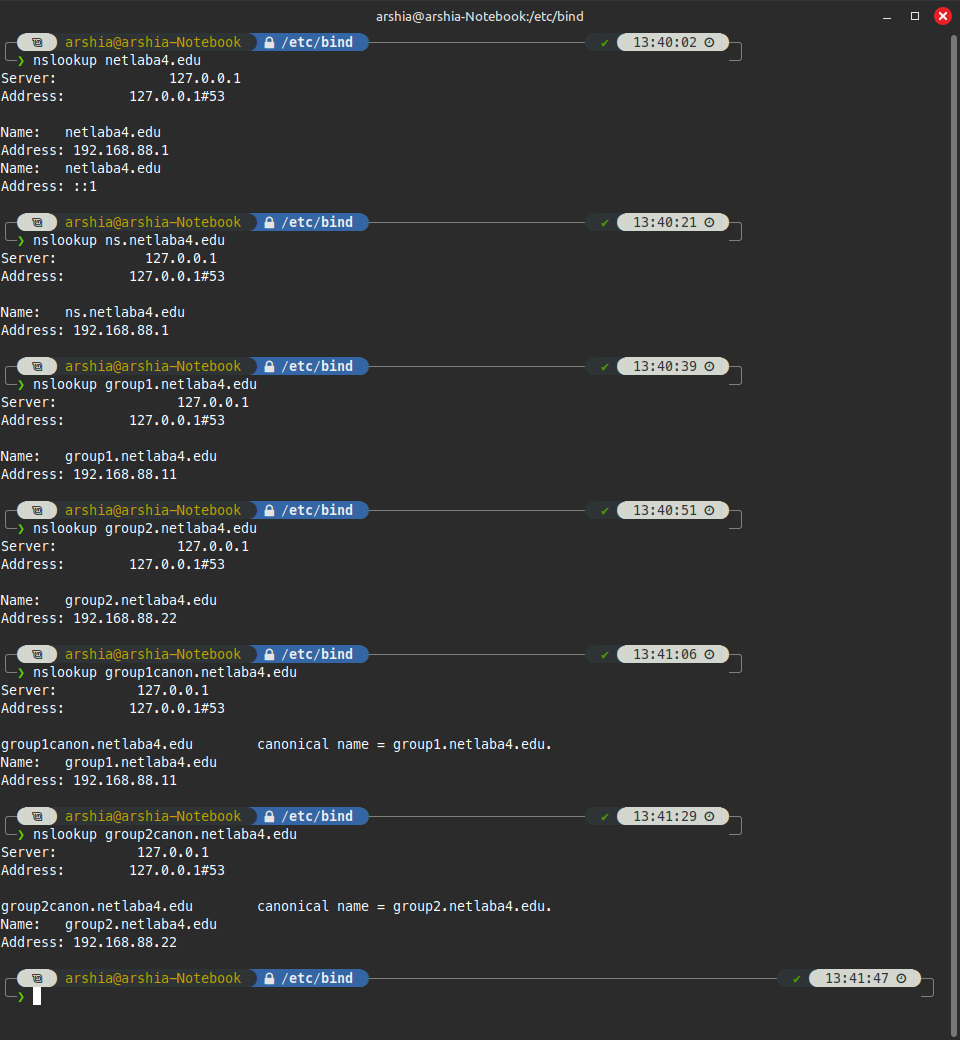 arshia@arshia-Notebook:/etc/bind
arshia@arshia-Notebook /etc/bind ✔ 13:40:02
❯ nslookup netlaba4.edu
Server: 127.0.0.1
Address: 127.0.0.1#53
Name: netlaba4.edu
Address: 192.168.88.1
Name: netlaba4.edu
Address: ::1
arshia@arshia-Notebook /etc/bind ✔ 13:40:21
❯ nslookup ns.netlaba4.edu
Server: 127.0.0.1
Address: 127.0.0.1#53
Name: ns.netlaba4.edu
Address: 192.168.88.1
arshia@arshia-Notebook /etc/bind ✔ 13:40:39
❯ nslookup group1.netlaba4.edu
Server: 127.0.0.1
Address: 127.0.0.1#53
Name: group1.netlaba4.edu
Address: 192.168.88.11
arshia@arshia-Notebook /etc/bind ✔ 13:40:51
❯ nslookup group2.netlaba4.edu
Server: 127.0.0.1
Address: 127.0.0.1#53
Name: group2.netlaba4.edu
Address: 192.168.88.22
arshia@arshia-Notebook /etc/bind ✔ 13:41:06
❯ nslookup group1canon.netlaba4.edu
Server: 127.0.0.1
Address: 127.0.0.1#53
group1canon.netlaba4.edu canonical name = group1.netlaba4.edu.
Name: group1.netlaba4.edu
Address: 192.168.88.11
arshia@arshia-Notebook /etc/bind ✔ 13:41:29
❯ nslookup group2canon.netlaba4.edu
Server: 127.0.0.1
Address: 127.0.0.1#53
group2canon.netlaba4.edu canonical name = group2.netlaba4.edu.
Name: group2.netlaba4.edu
Address: 192.168.88.22
arshia@arshia-Notebook /etc/bind ✔ 13:41:47
❯